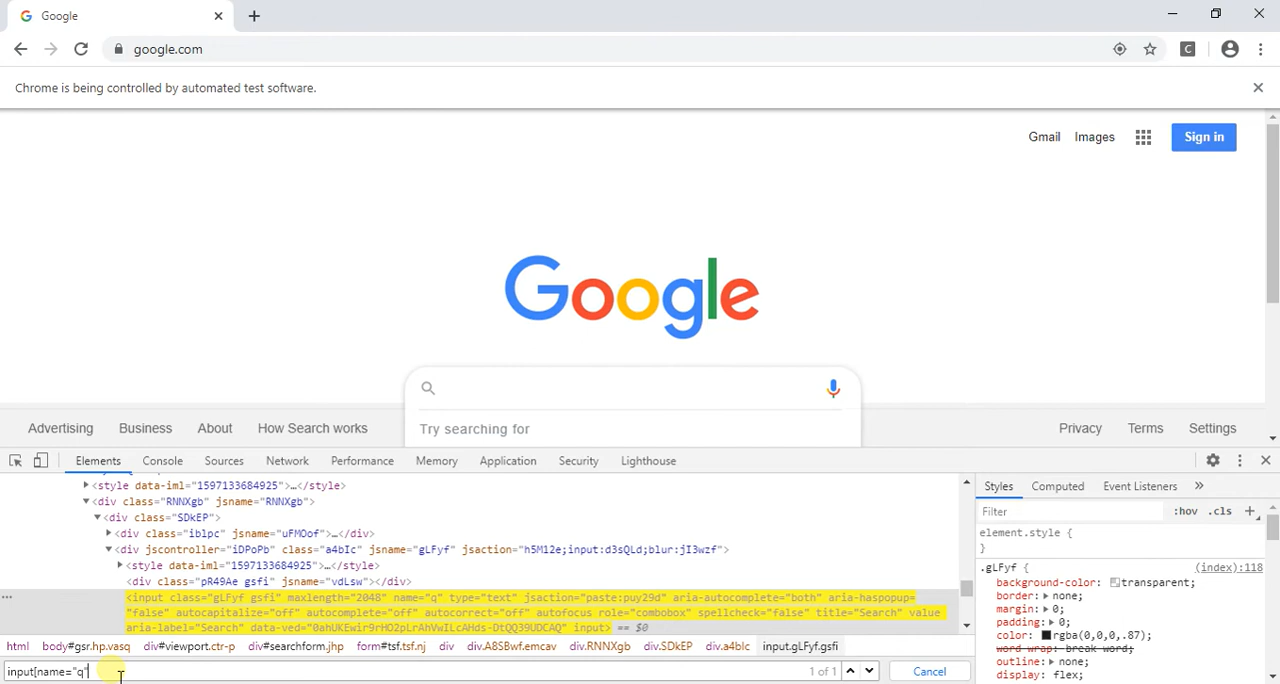 Google
google.com
Chrome is being controlled by automated test software.
Gmail Images Sign in
Google
Try searching for
Advertising Business About How Search works Privacy Terms Settings
Elements Console Sources Network Performance Memory Application Security Lighthouse
<style data-iml="1597133684925">…</style>
<div class="RNNXgb" jsname="RNNXgb">
<div class="SDkEP">
<div class="iblpc" jsname="uFMOof">…</div>
<div jscontroller="iDPoPb" class="a4bIc" jsname="gLFyf" jsaction="h5M12e;input:d3sQLd;blur:jI3wzf">
<style data-iml="1597133684925">…</style>
<div class="pR49Ae gsfi" jsname="vdLsw"></div>
<input class="gLFyf gsfi" maxlength="2048" name="q" type="text" jsaction="paste:puy29d" aria-autocomplete="both" aria-haspopup=
"false" autocapitalize="off" autocomplete="off" autocorrect="off" autofocus role="combobox" spellcheck="false" title="Search" value
aria-label="Search" data-ved="0ahUKEwir9rHO2pLrAhVwILcAHds-DtQQ39UDCAQ" input> == $0
html body#gsr.hp.vasq div#viewport.ctr-p div#searchform.jhp form#tsf.tsf.nj div div.A8SBwf.emcav div.RNNXgb div.SDkEP div.a4bIc input.gLFyf.gsfi
input[name="q" 1 of 1 Cancel
Styles Computed Event Listeners »
Filter :hov .cls +
element.style {
}
.gLFyf { (index):118
background-color: transparent;
border: none;
margin: 0;
padding: 0;
color: rgba(0,0,0,.87);
word-wrap: break-word;
outline: none;
display: flex;